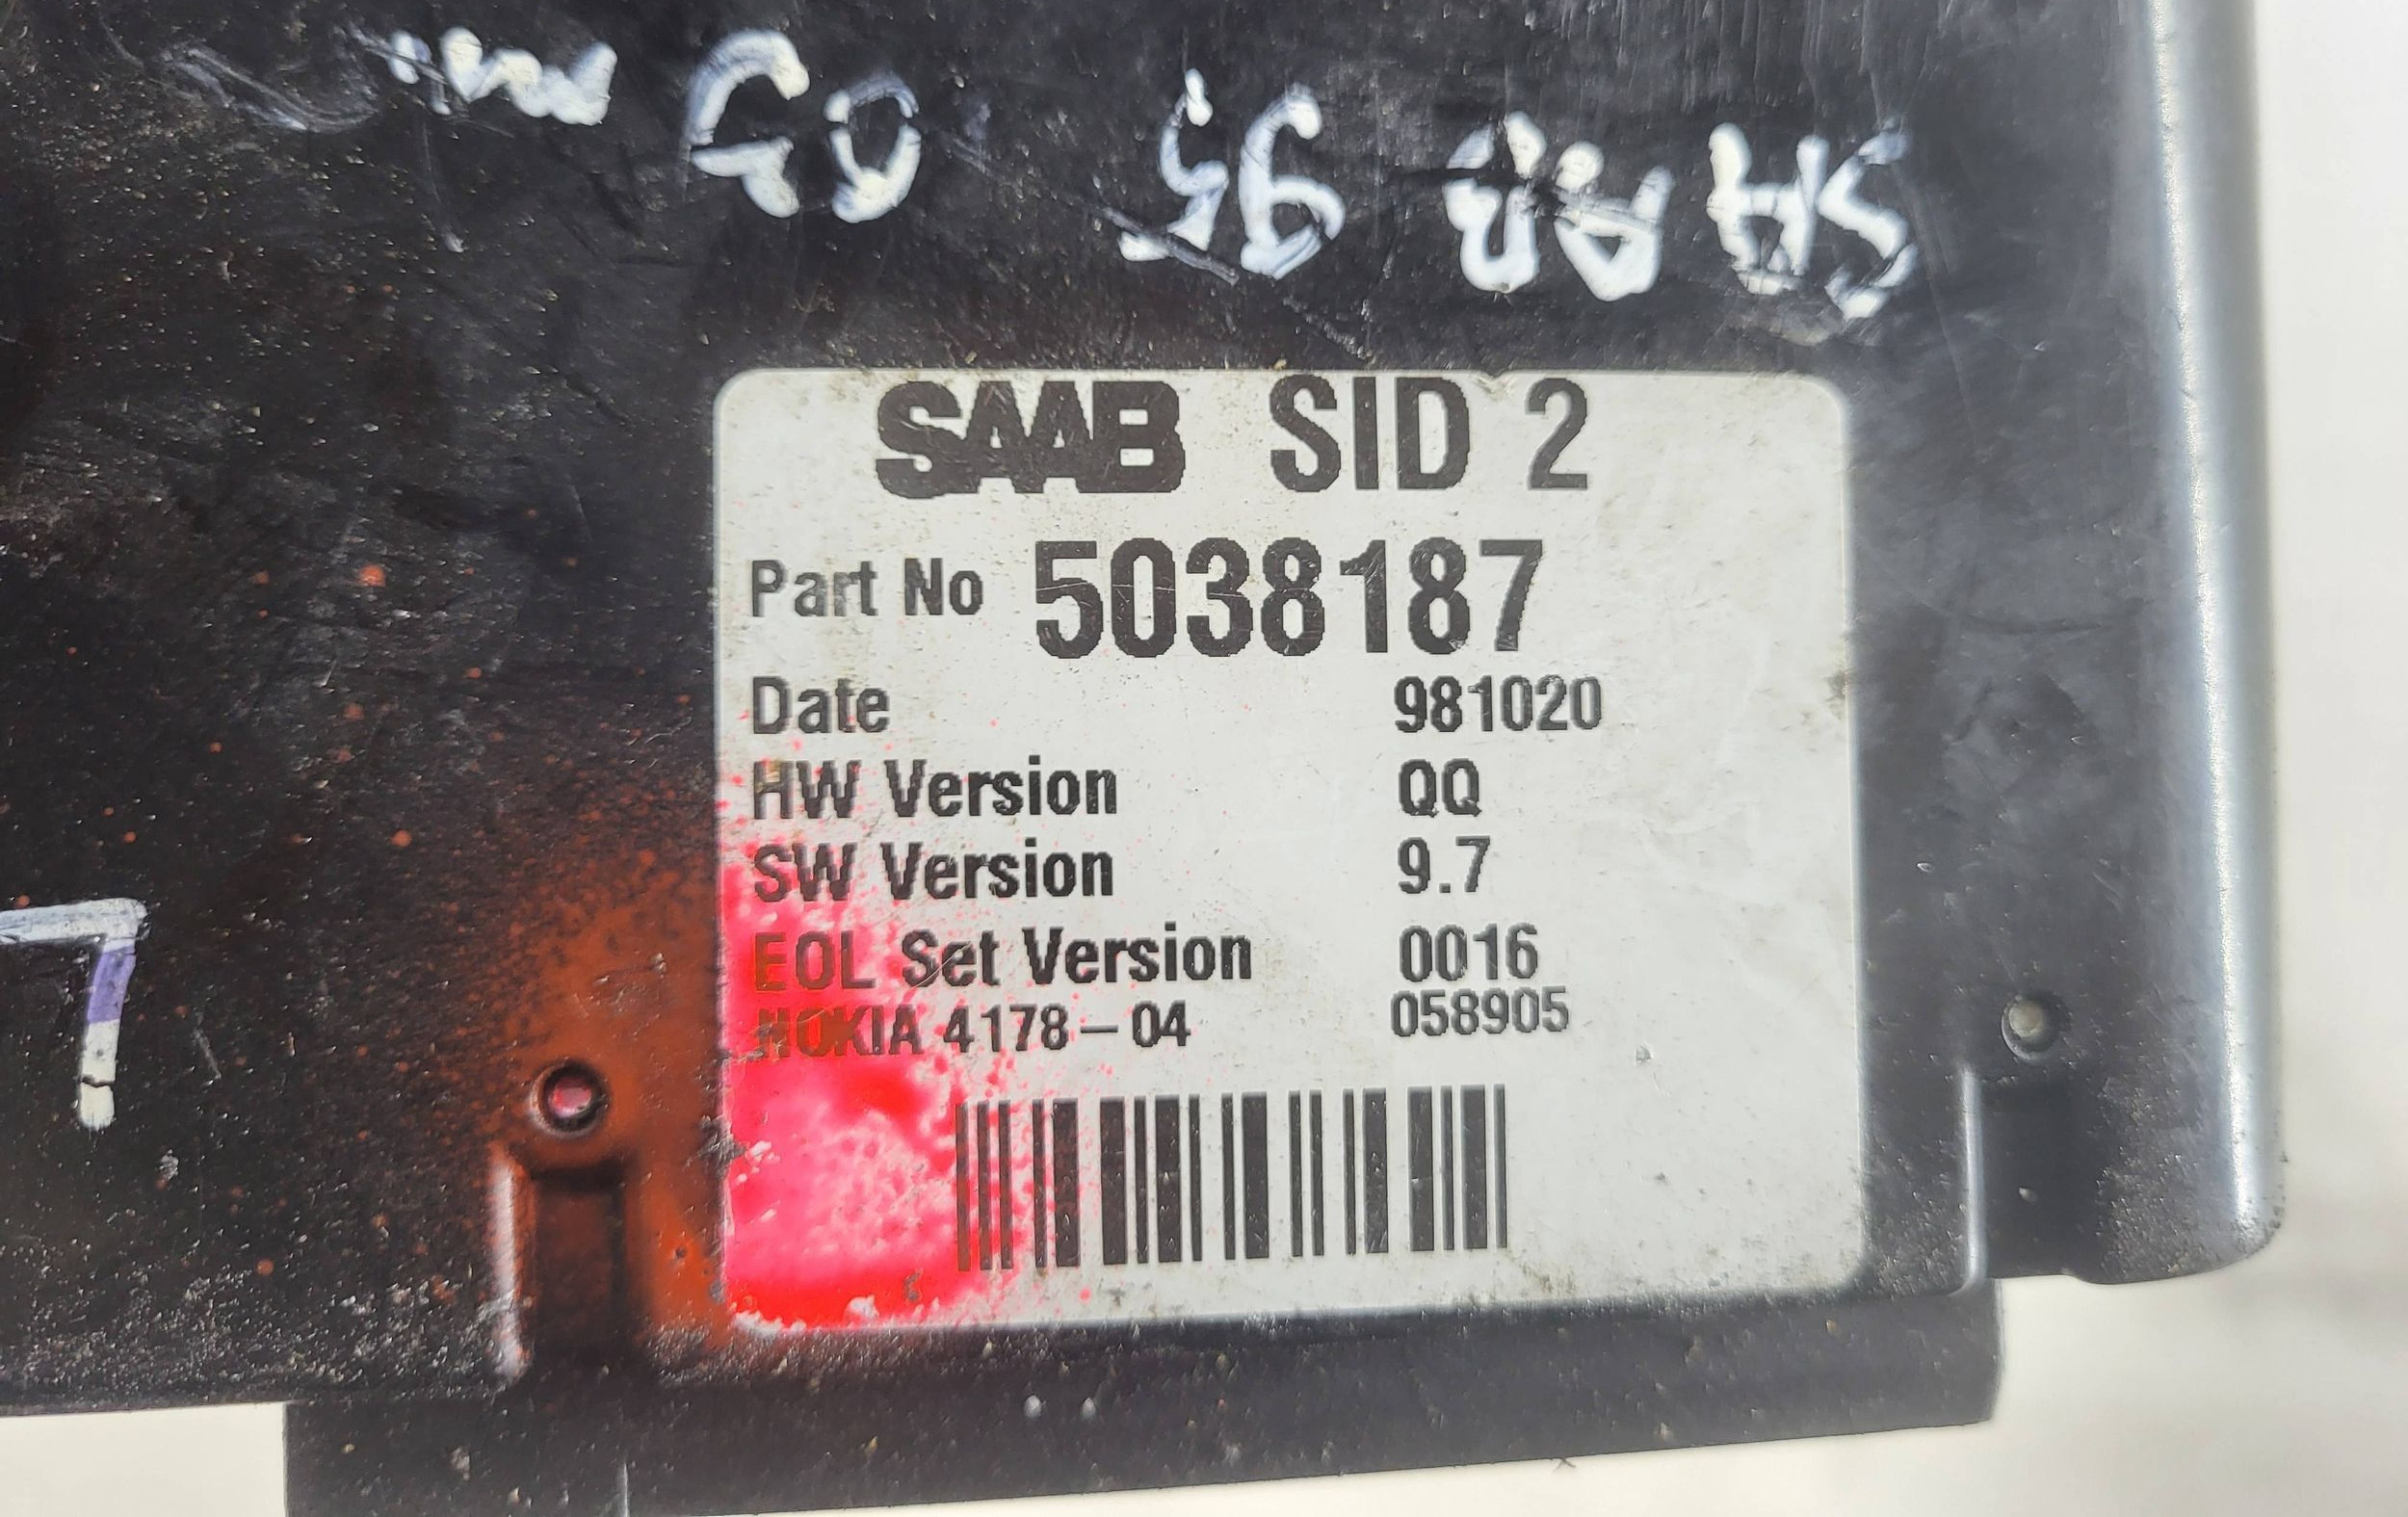 SAAB 95 03
SAAB SID 2
Part No 5038187
Date 981020
HW Version QQ
SW Version 9.7
EOL Set Version 0016
NOKIA 4178-04 058905